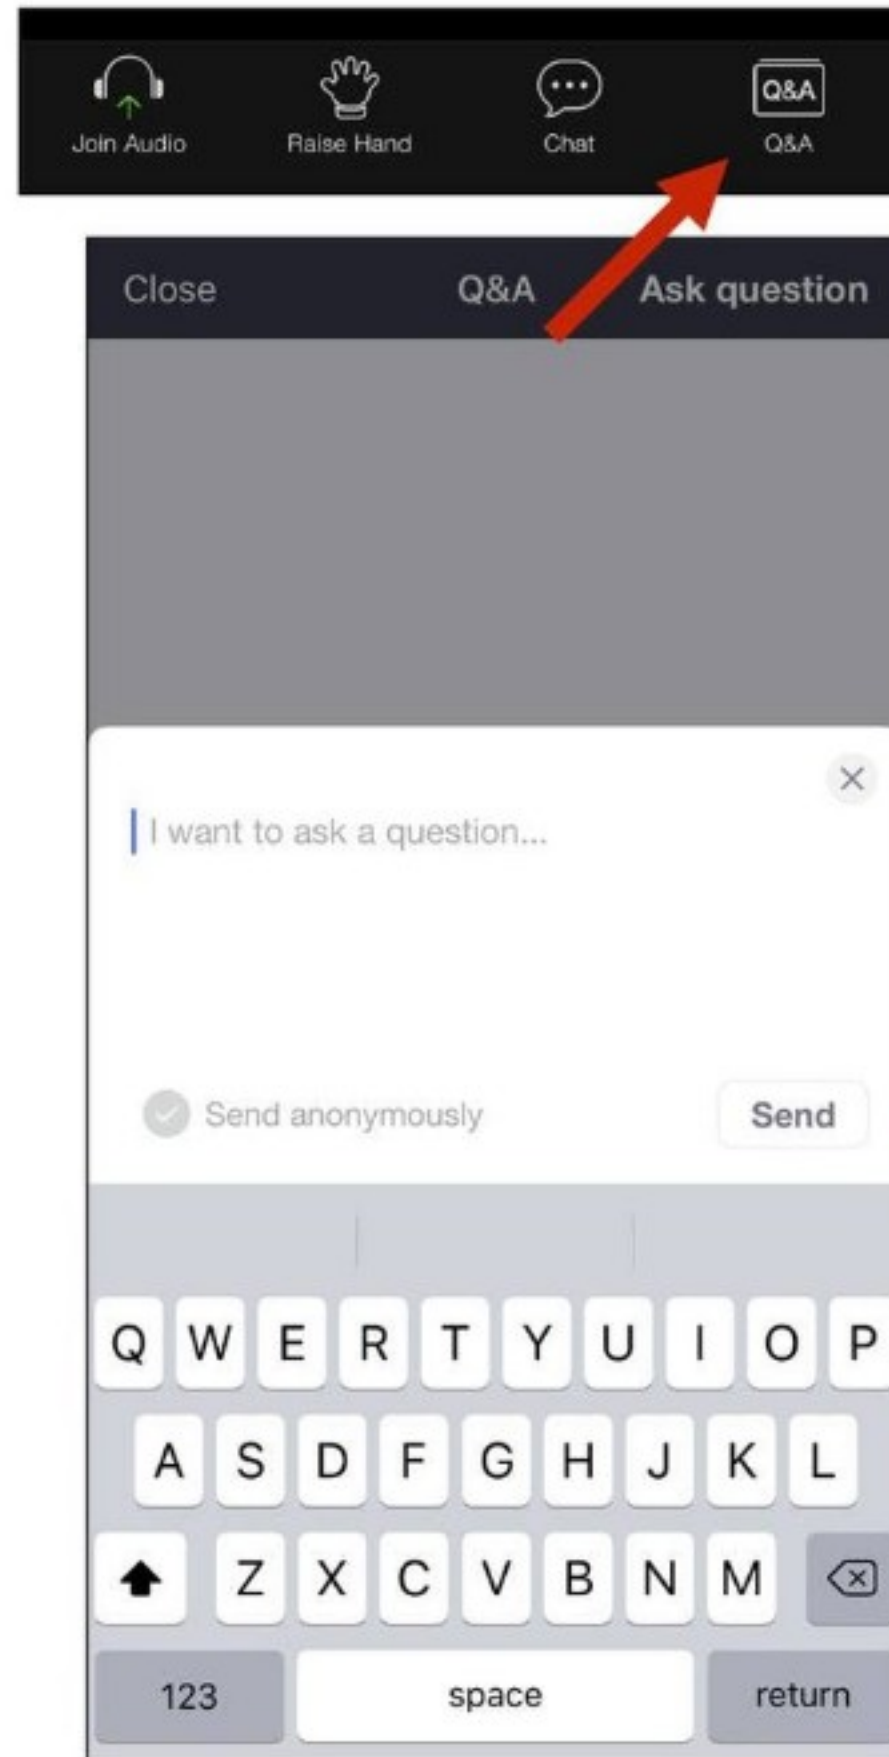 Join Audio Raise Hand Chat Q&A Q&A
Close Q&A Ask question
I want to ask a question...
Send anonymously Send
Q W E R T Y U I O P
A S D F G H J K L
Z X C V B N M
123 space return